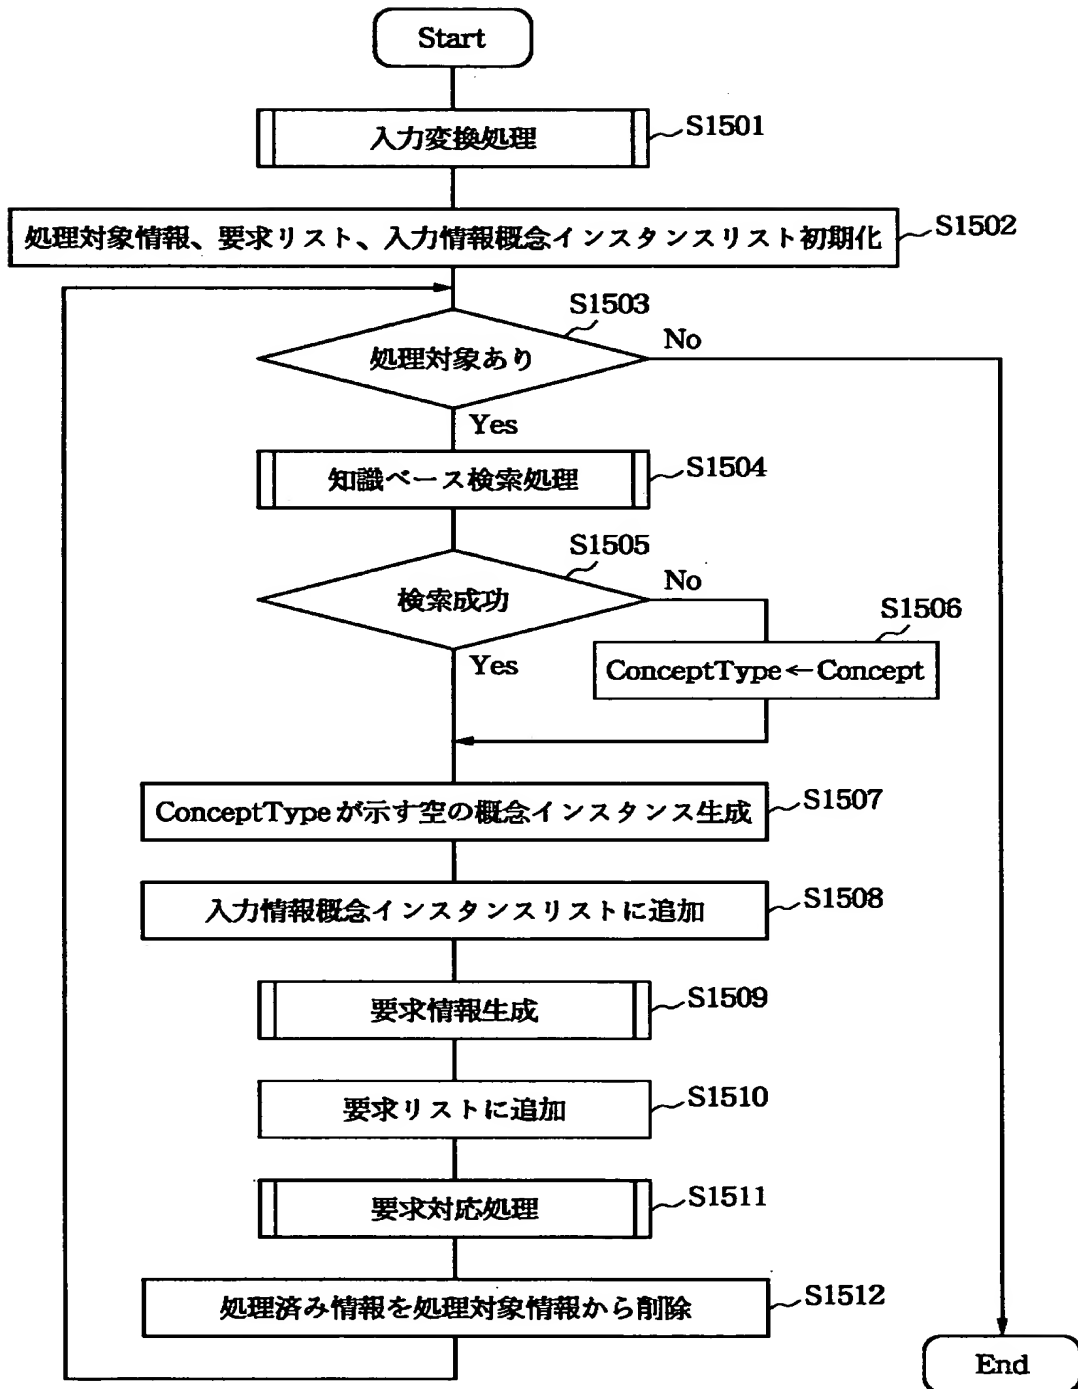 Start
入力変換処理
S1501
処理対象情報、要求リスト、入力情報概念インスタンスリスト初期化
S1502
S1503
処理対象あり
No
Yes
知識ベース検索処理
S1504
S1505
検索成功
No
Yes
S1506
ConceptType←Concept
ConceptTypeが示す空の概念インスタンス生成
S1507
入力情報概念インスタンスリストに追加
S1508
要求情報生成
S1509
要求リストに追加
S1510
要求対応処理
S1511
処理済み情報を処理対象情報から削除
S1512
End